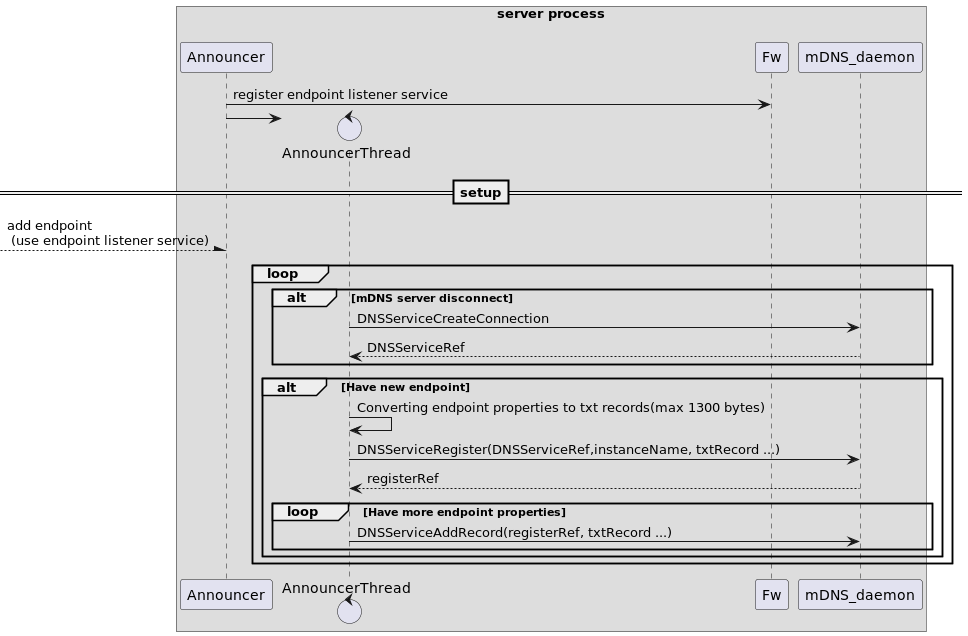 server process
Announcer
Fw
mDNS_daemon
register endpoint listener service
AnnouncerThread
setup
add endpoint
(use endpoint listener service)
loop
alt
[mDNS server disconnect]
DNSServiceCreateConnection
DNSServiceRef
alt
[Have new endpoint]
Converting endpoint properties to txt records(max 1300 bytes)
DNSServiceRegister(DNSServiceRef,instanceName, txtRecord ...)
registerRef
loop
[Have more endpoint properties]
DNSServiceAddRecord(registerRef, txtRecord ...)
Announcer
AnnouncerThread
Fw
mDNS_daemon